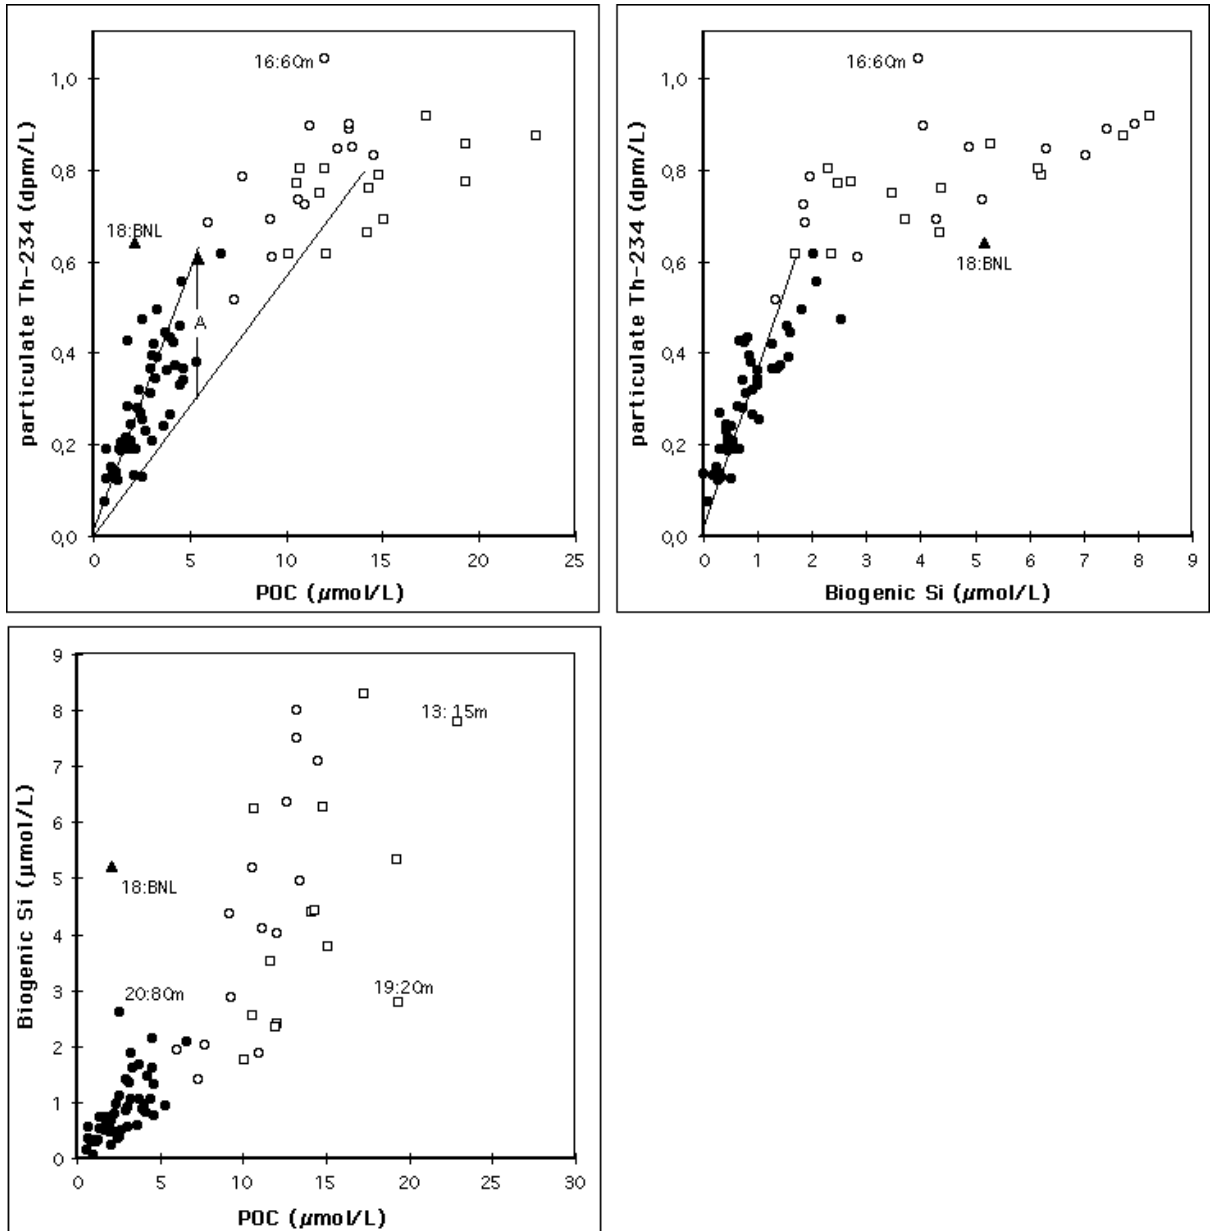 particulate Th-234 (dpm/L)
1,0
0,8
0,6
0,4
0,2
0,0
16:60m
18:BNL
A
0 5 10 15 20 25
POC (µmol/L)
particulate Th-234 (dpm/L)
1,0
0,8
0,6
0,4
0,2
0,0
16:60m
18:BNL
0 1 2 3 4 5 6 7 8 9
Biogenic Si (µmol/L)
Biogenic Si (µmol/L)
9
8
7
6
5
4
3
2
1
0
13:15m
18:BNL
20:80m
19:20m
0 5 10 15 20 25 30
POC (µmol/L)